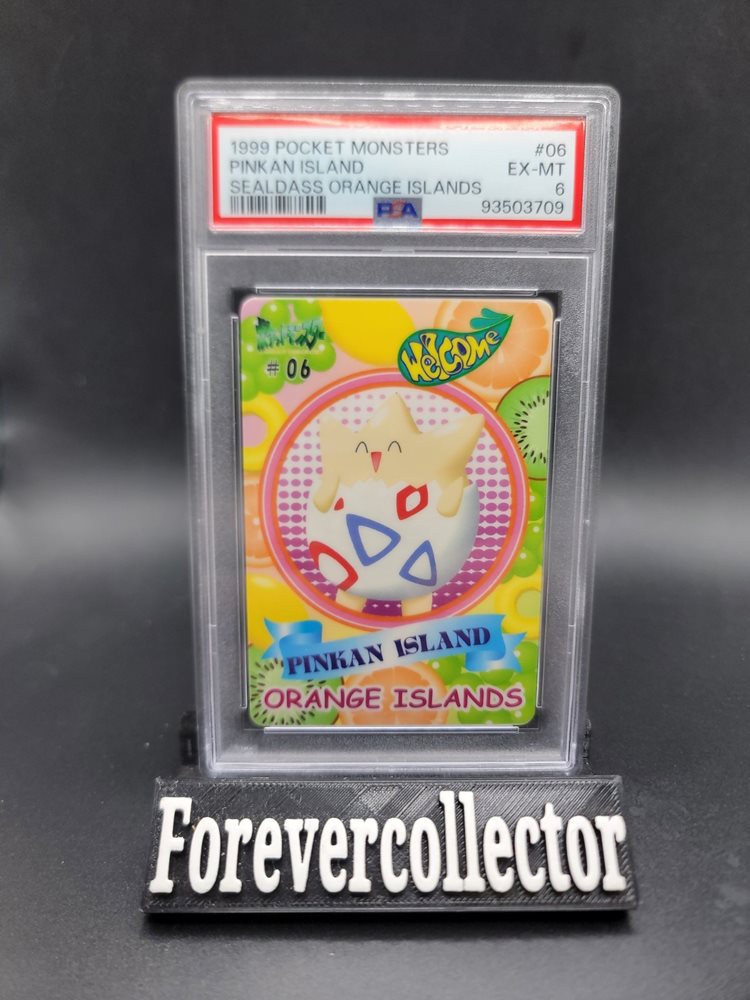 1999 POCKET MONSTERS #06
PINKAN ISLAND EX-MT
SEALDASS ORANGE ISLANDS 6
PSA 93503709
WELCOME
#06
PINKAN ISLAND
ORANGE ISLANDS
Forevercollector